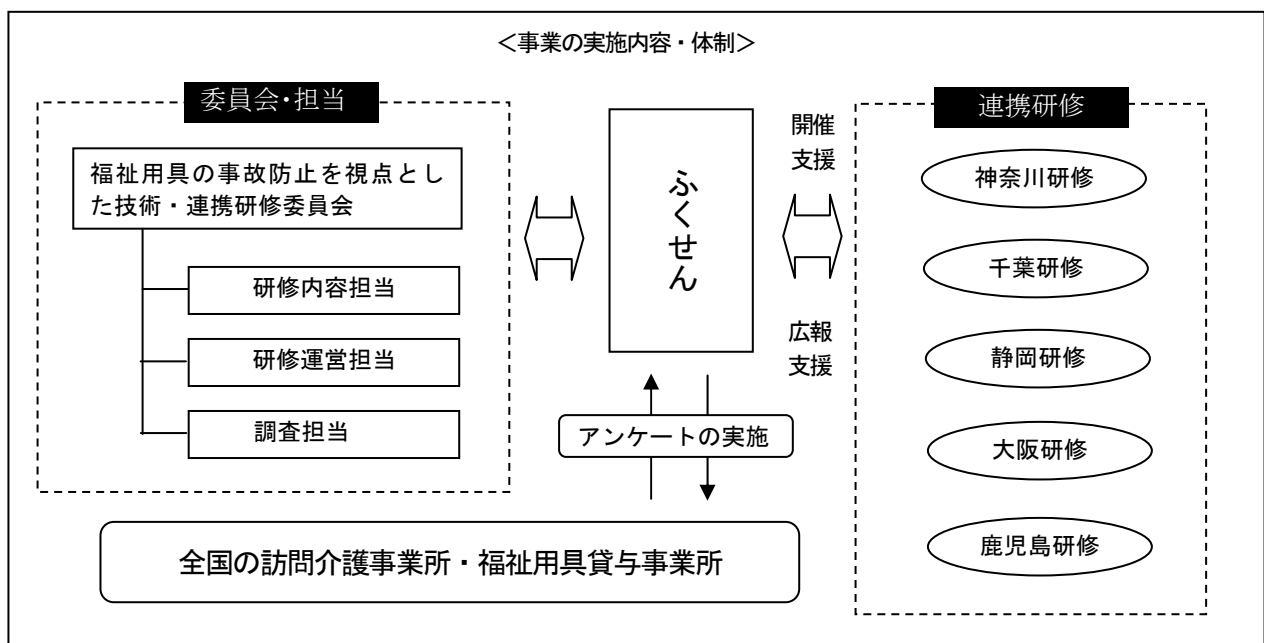 <事業の実施内容・体制>
委員会・担当
福祉用具の事故防止を視点とし
た技術・連携研修委員会
研修内容担当
研修運営担当
調査担当
ふくせん
開催
支援
広報
支援
アンケートの実施
全国の訪問介護事業所・福祉用具貸与事業所
連携研修
神奈川研修
千葉研修
静岡研修
大阪研修
鹿児島研修